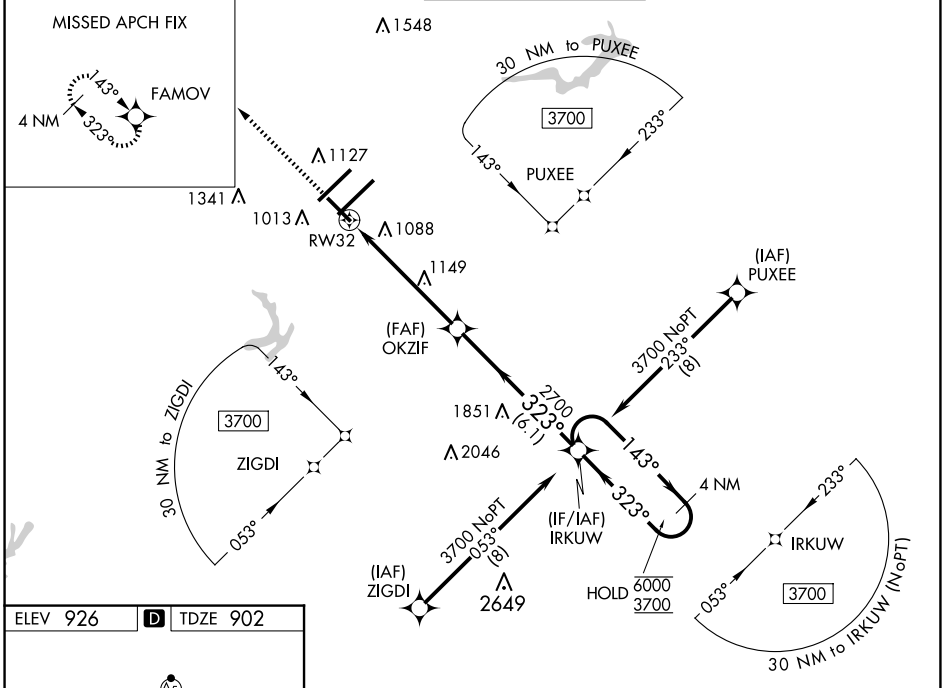 MISSED APCH FIX
143°
FAMOV
4 NM
323°
1548
30 NM to PUXEE
3700
233°
143°
PUXEE
1127
1341
1013
RW32
1088
1149
(IAF)
PUXEE
(FAF)
OKZIF
3700 NoPT
233°
(8)
143°
30 NM to ZIGDI
3700
ZIGDI
053°
2700
323°
(6.1)
1851
2046
143°
4 NM
323°
(IF/IAF)
IRKUW
3700 NoPT
053°
(8)
(IAF)
ZIGDI
2649
HOLD 6000
3700
233°
IRKUW
053°
3700
30 NM to IRKUW (NoPT)
ELEV 926 D TDZE 902